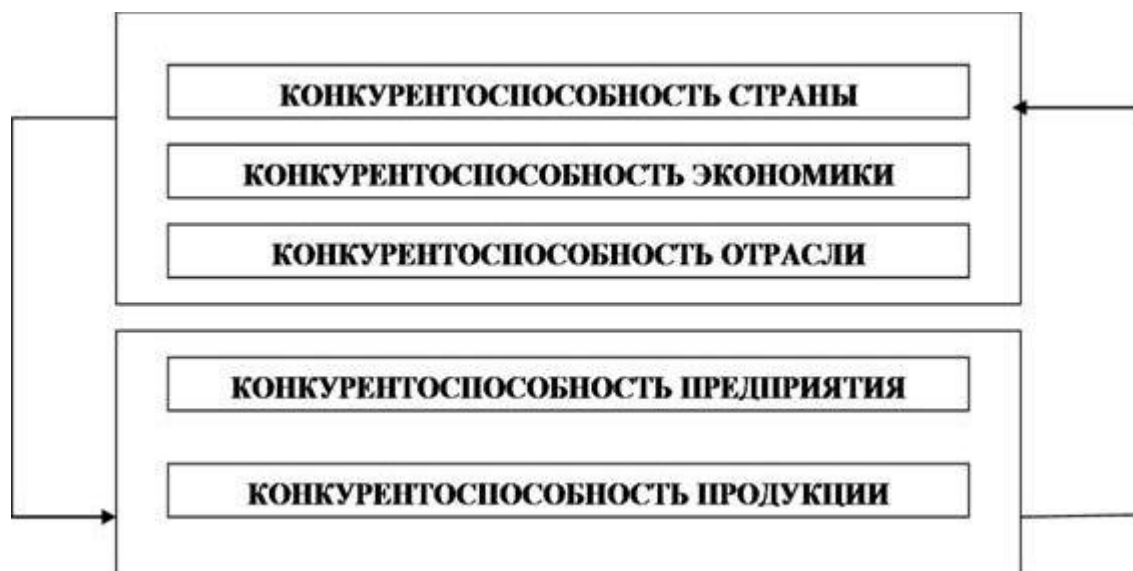 КОНКУРЕНТОСПОСОБНОСТЬ СТРАНЫ
КОНКУРЕНТОСПОСОБНОСТЬ ЭКОНОМИКИ
КОНКУРЕНТОСПОСОБНОСТЬ ОТРАСЛИ
КОНКУРЕНТОСПОСОБНОСТЬ ПРЕДПРИЯТИЯ
КОНКУРЕНТОСПОСОБНОСТЬ ПРОДУКЦИИ